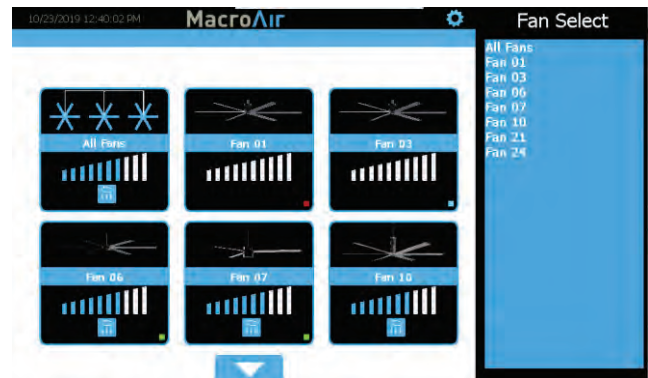 10/23/2019 12:40:02 PM
MacroAir
Fan Select
All Fans
Fan 01
Fan 03
Fan 06
Fan 07
Fan 10
Fan 21
Fan 24
All Fans
Fan 01
Fan 03
Fan 06
Fan 07
Fan 10